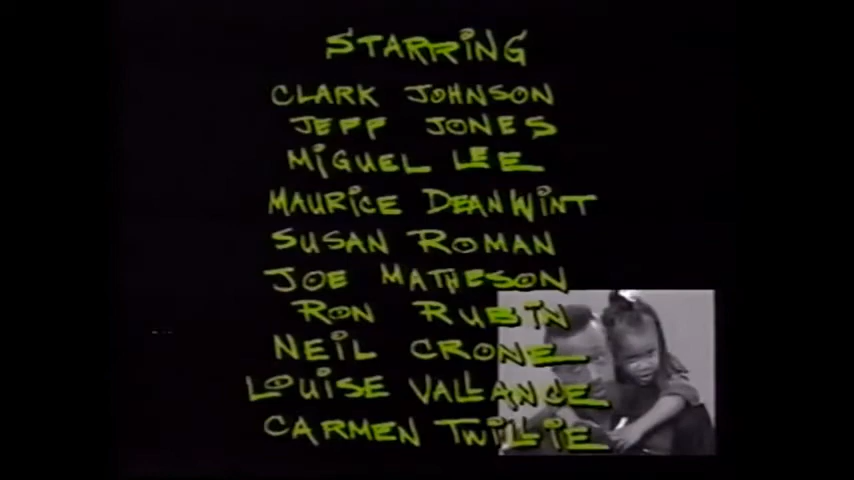 STARRING
CLARK JOHNSON
JEFF JONES
MIGUEL LEE
MAURICE DEAN WINT
SUSAN ROMAN
JOE MATHESON
RON RUBIN
NEIL CRONE
LOUISE VALLANCE
CARMEN TWILLIE